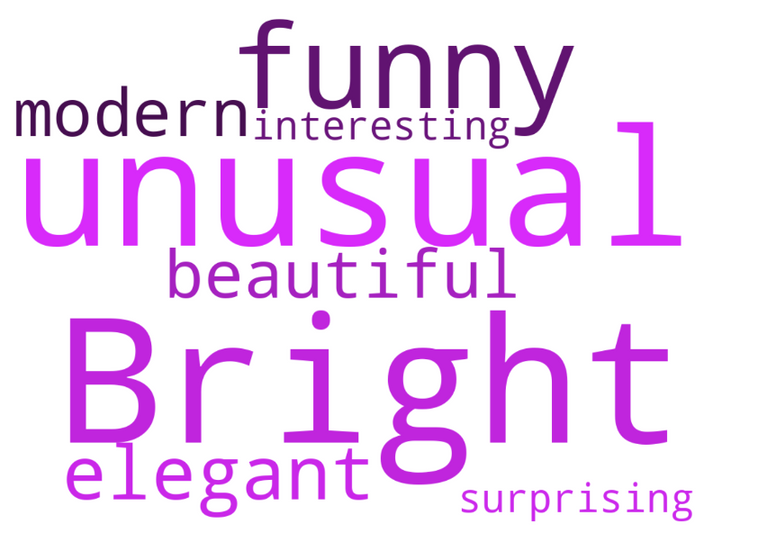 funny
modern
interesting
unusual
beautiful
Bright
elegant
surprising